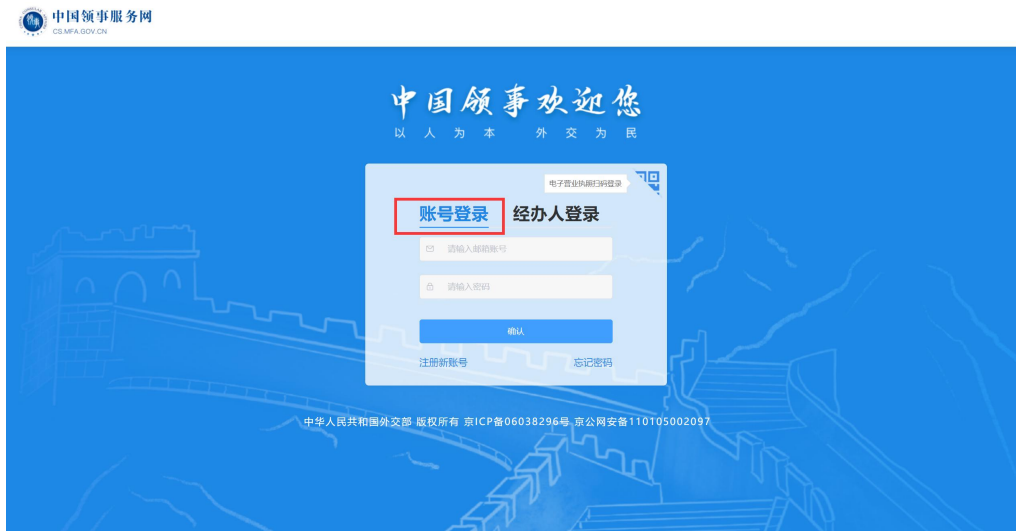 中国领事服务网
CS.MFA.GOV.CN
中国领事欢迎您
以人为本 外交为民
电子营业执照扫码登录
账号登录 经办人登录
请输入邮箱账号
请输入密码
确认
注册新账号 忘记密码
中华人民共和国外交部 版权所有 京ICP备06038296号 京公网安备110105002097